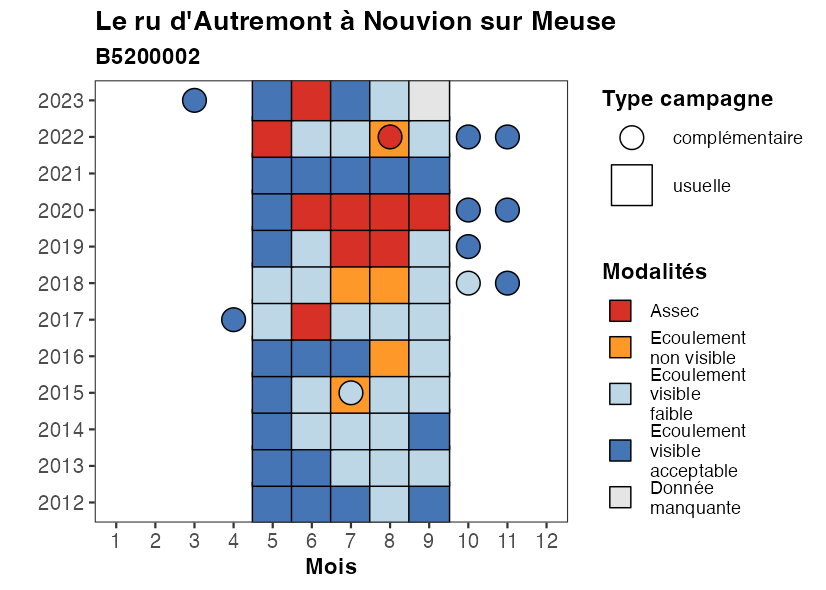 Le ru d'Autremont à Nouvion sur Meuse
B5200002
2023
2022
2021
2020
2019
2018
2017
2016
2015
2014
2013
2012
1 2 3 4 5 6 7 8 9 10 11 12
Mois
Type campagne
complémentaire
usuelle
Modalités
Assec
Ecoulement
non visible
Ecoulement
visible
faible
Ecoulement
visible
acceptable
Donnée
manquante